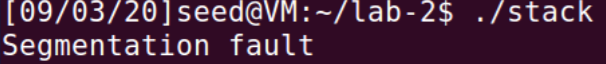 [09/03/20]seed@VM:~/lab-2$ ./stack
Segmentation fault